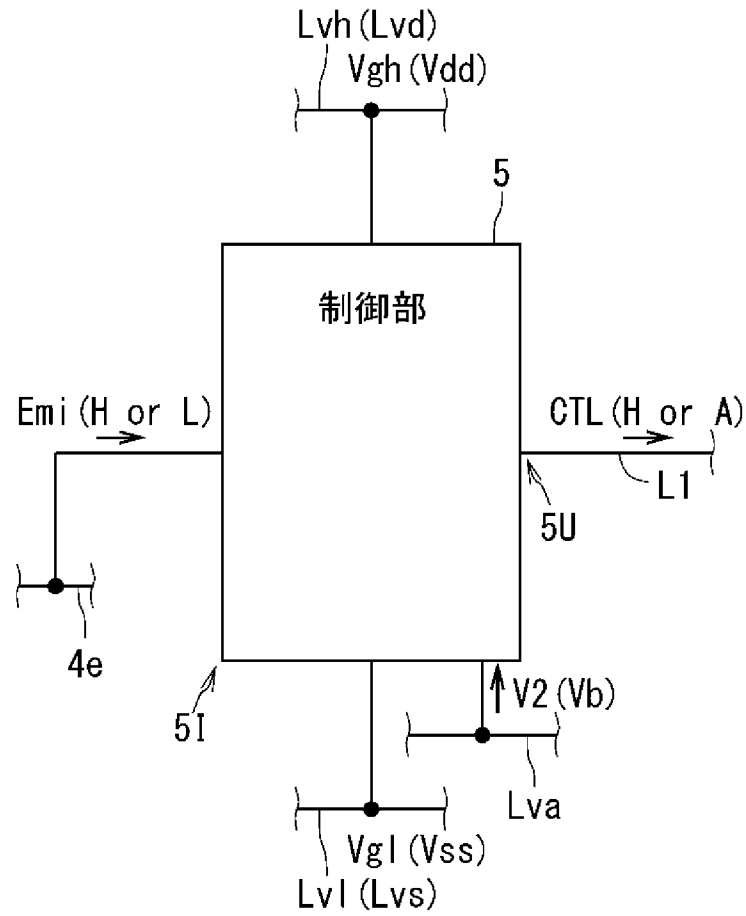 Lvh(Lvd)
Vgh(Vdd)
5
制御部
Emi(H or L)
CTL(H or A)
L1
5U
4e
5I
V2(Vb)
Lva
Vgl(Vss)
Lvl(Lvs)